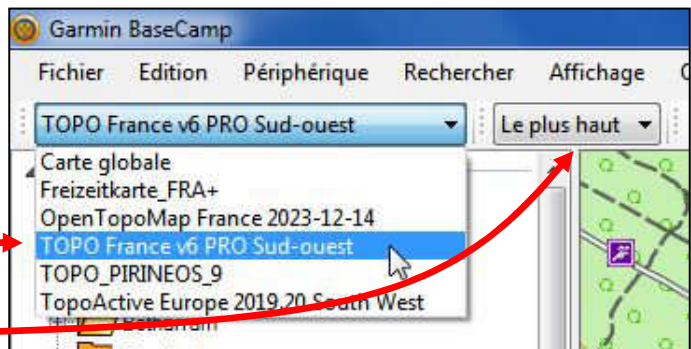 Garmin BaseCamp
Fichier Edition Périphérique Rechercher Affichage
TOPO France v6 PRO Sud-ouest Le plus haut
Carte globale
Freizeitkarte_FRA+
OpenTopoMap France 2023-12-14
TOPO France v6 PRO Sud-ouest
TOPO_PIRINEOS_9
TopoActive Europe 2019.20 South West